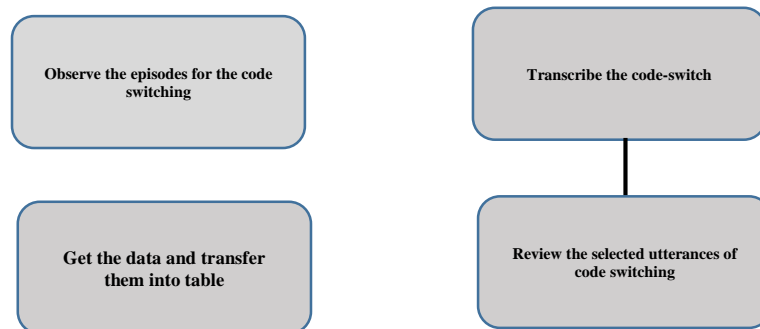 Observe the episodes for the code
switching
Transcribe the code-switch
Get the data and transfer
them into table
Review the selected utterances of
code switching